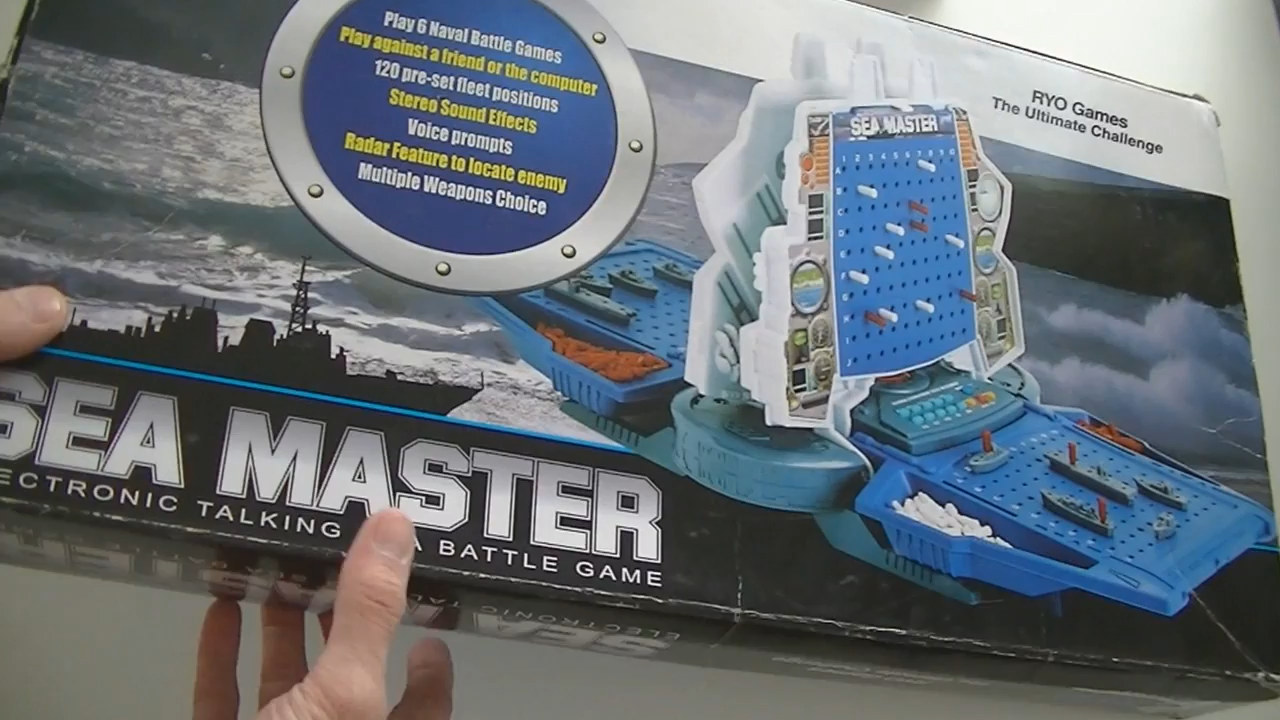 Play 6 Naval Battle Games
Play against a friend or the computer
120 pre-set fleet positions
Stereo Sound Effects
Voice prompts
Radar Feature to locate enemy
Multiple Weapons Choice
RYO Games
The Ultimate Challenge
SEA MASTER
SEA MASTER
ECTRONIC TALKING A BATTLE GAME
ELECTRONIC
SEA